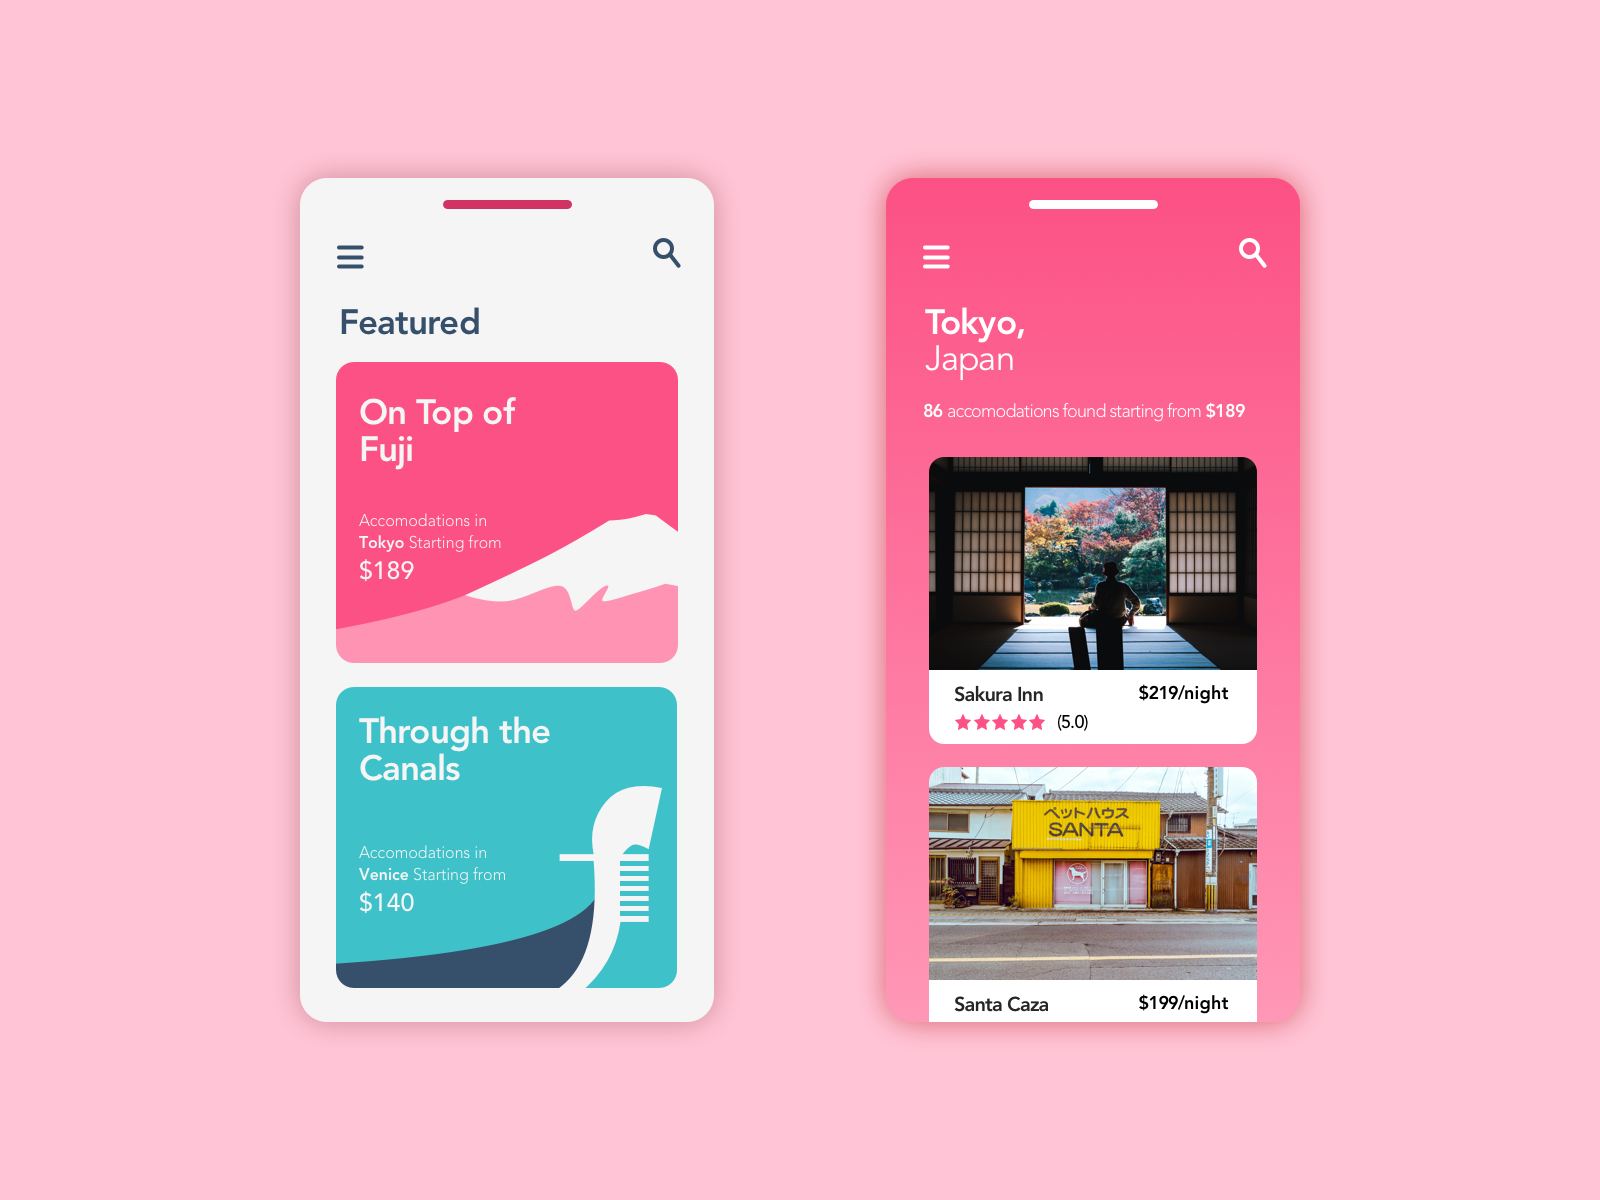 Featured
On Top of
Fuji
Accomodations in
Tokyo Starting from
$189
Through the
Canals
Accomodations in
Venice Starting from
$140
Tokyo,
Japan
86 accomodations found starting from $189
Sakura Inn
$219/night
(5.0)
ペットハウス
SANTA
Santa Caza
$199/night